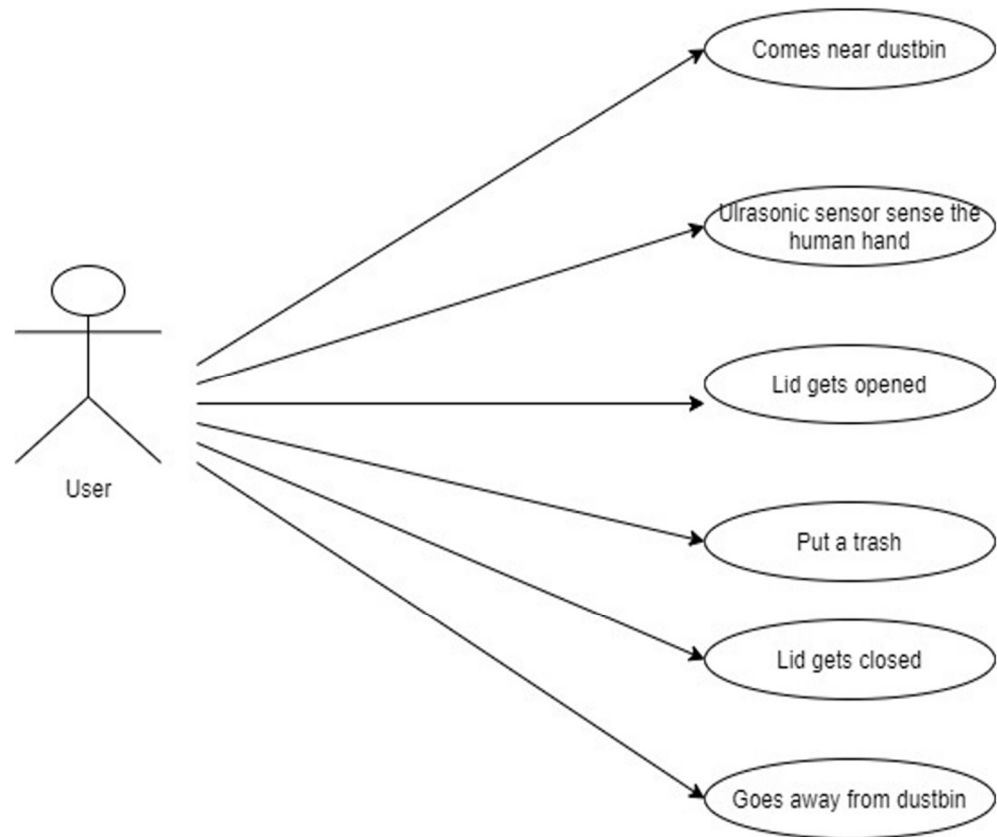 Comes near dustbin
Ulrasonic sensor sense the
human hand
Lid gets opened
User
Put a trash
Lid gets closed
Goes away from dustbin